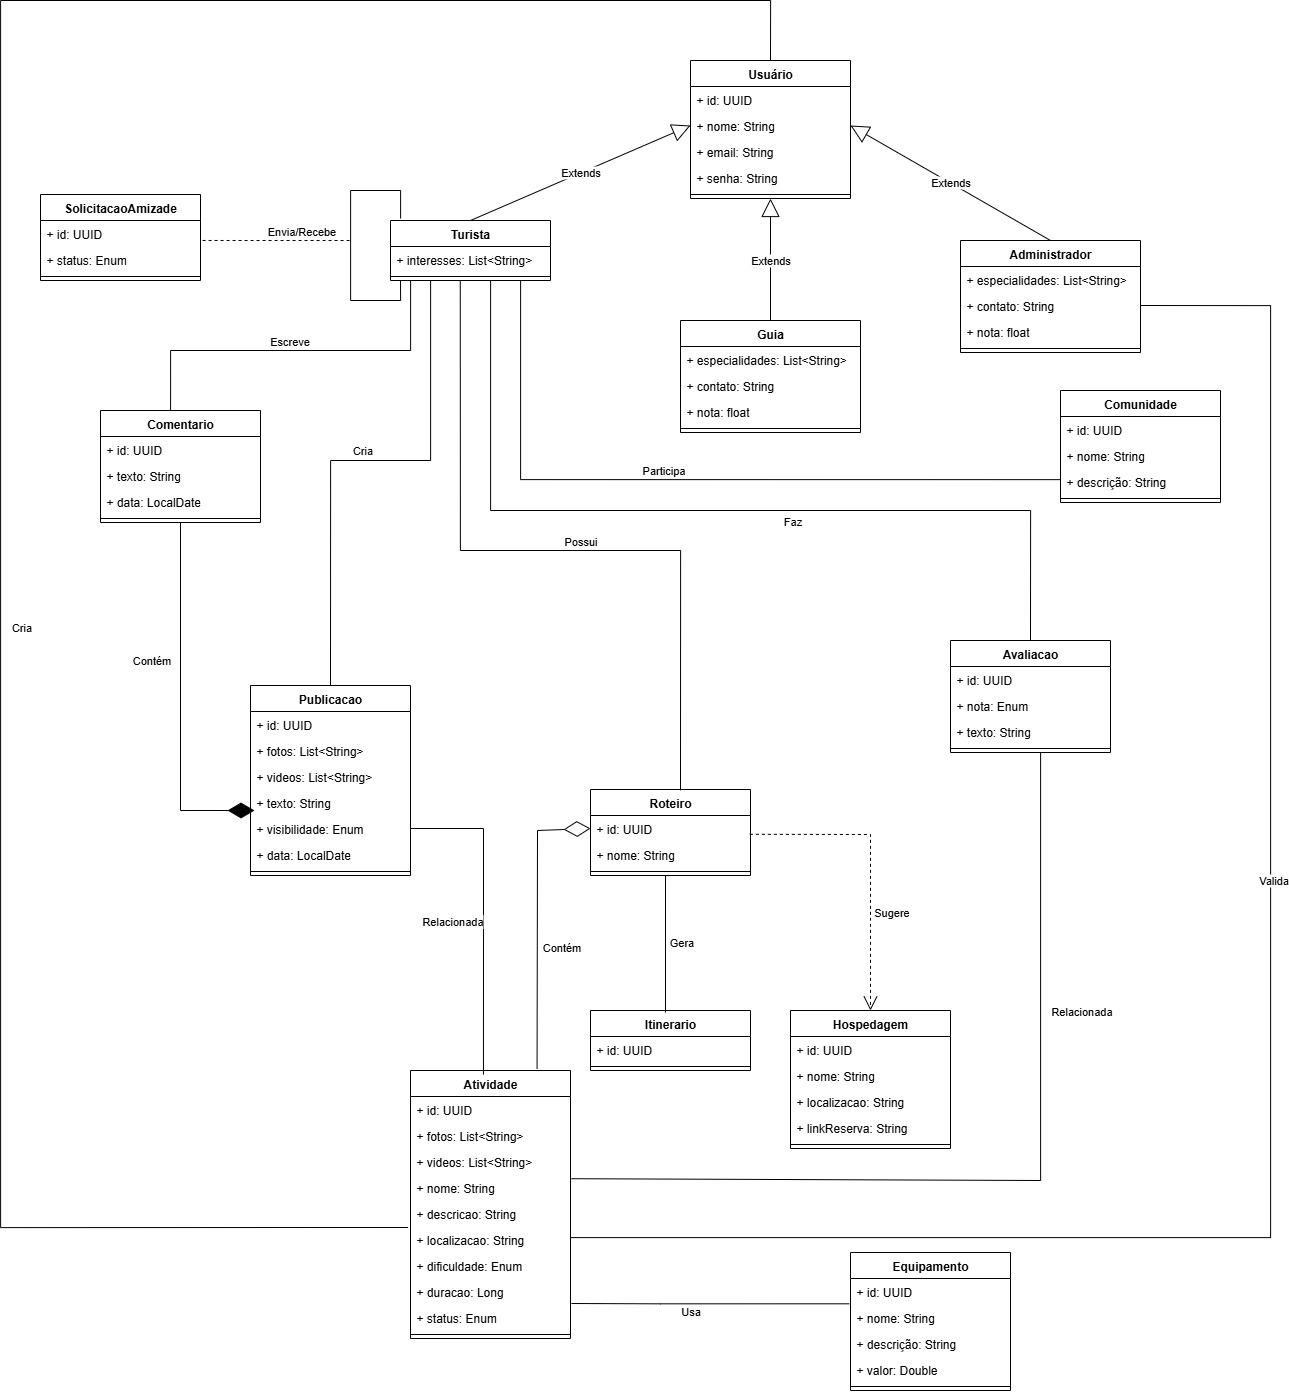 Usuário
+ id: UUID
+ nome: String
+ email: String
+ senha: String
Extends
Extends
Extends
SolicitacaoAmizade
+ id: UUID
+ status: Enum
Envia/Recebe
Turista
+ interesses: List<String>
Administrador
+ especialidades: List<String>
+ contato: String
+ nota: float
Guia
+ especialidades: List<String>
+ contato: String
+ nota: float
Escreve
Comunidade
+ id: UUID
+ nome: String
+ descrição: String
Comentario
+ id: UUID
+ texto: String
+ data: LocalDate
Cria
Participa
Faz
Possui
Cria
Contém
Avaliacao
+ id: UUID
+ nota: Enum
+ texto: String
Publicacao
+ id: UUID
+ fotos: List<String>
+ videos: List<String>
+ texto: String
+ visibilidade: Enum
+ data: LocalDate
Roteiro
+ id: UUID
+ nome: String
Valida
Relacionada
Contém
Gera
Sugere
Relacionada
Itinerario
+ id: UUID
Hospedagem
+ id: UUID
+ nome: String
+ localizacao: String
+ linkReserva: String
Atividade
+ id: UUID
+ fotos: List<String>
+ videos: List<String>
+ nome: String
+ descricao: String
+ localizacao: String
+ dificuldade: Enum
+ duracao: Long
+ status: Enum
Usa
Equipamento
+ id: UUID
+ nome: String
+ descrição: String
+ valor: Double